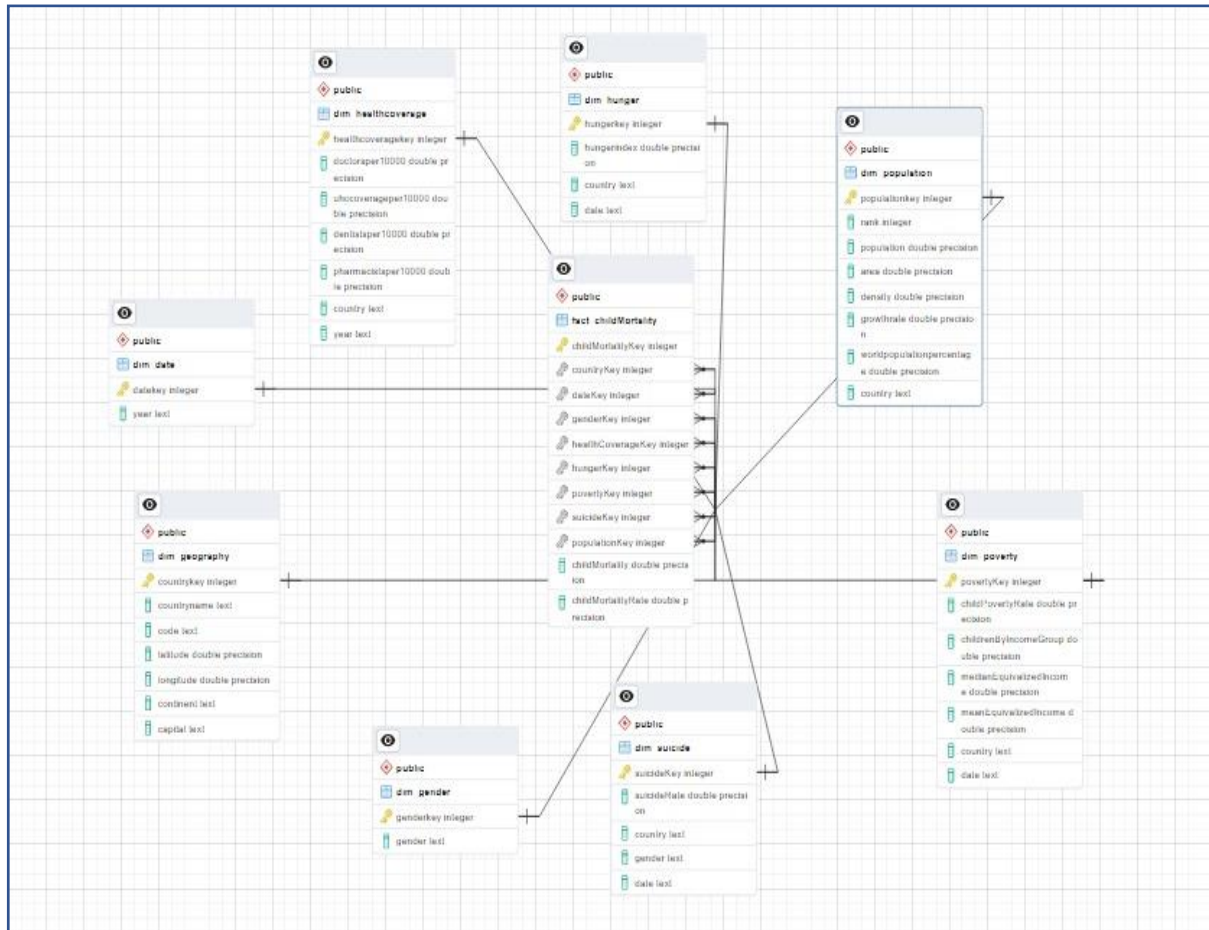 public
dim_healthcoverage
healthcoveragekey integer
doctorsper10000 double pr
ecision
uhccoverageper10000 dou
ble precision
dentistsper10000 double pr
ecision
pharmacistsper10000 doub
le precision
country text
year text
public
dim_hunger
hungerkey integer
hungerindex double precisi
on
country text
date text
public
dim_population
populationkey integer
rank integer
population double precision
area double precision
density double precision
growthrate double precisio
n
worldpopulationpercentag
e double precision
country text
public
dim_date
datekey integer
year text
public
fact_childMortality
childMortalityKey integer
countryKey integer
dateKey integer
genderKey integer
healthCoverageKey integer
hungerKey integer
povertyKey integer
suicideKey integer
populationKey integer
childMortality double precis
ion
childMortalityRate double p
recision
public
dim_geography
countrykey integer
countryname text
code text
latitude double precision
longitude double precision
continent text
capital text
public
dim_poverty
povertyKey integer
childPovertyRate double pr
ecision
childrenByIncomeGroup do
uble precision
medianEquivalizedIncom
e double precision
meanEquivalizedIncome d
ouble precision
country text
date text
public
dim_gender
genderkey integer
gender text
public
dim_suicide
suicideKey integer
suicideRate double precisi
on
country text
gender text
date text